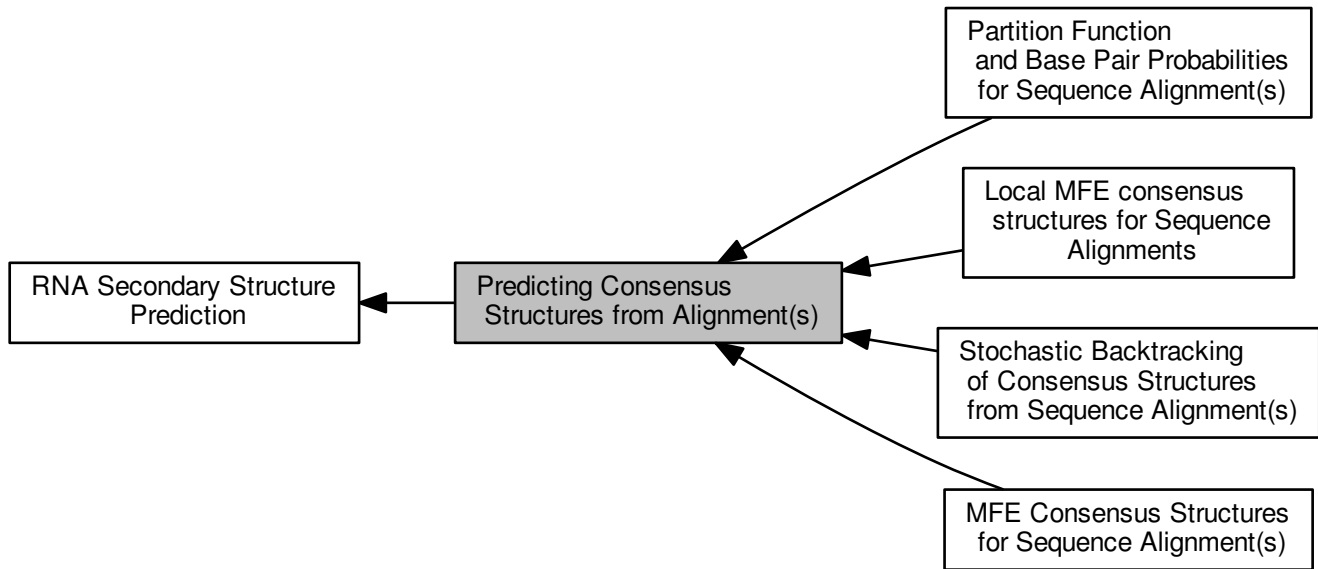 Partition Function
and Base Pair Probabilities
for Sequence Alignment(s)
Local MFE consensus
structures for Sequence
Alignments
RNA Secondary Structure
Prediction
Predicting Consensus
Structures from Alignment(s)
Stochastic Backtracking
of Consensus Structures
from Sequence Alignment(s)
MFE Consensus Structures
for Sequence Alignment(s)